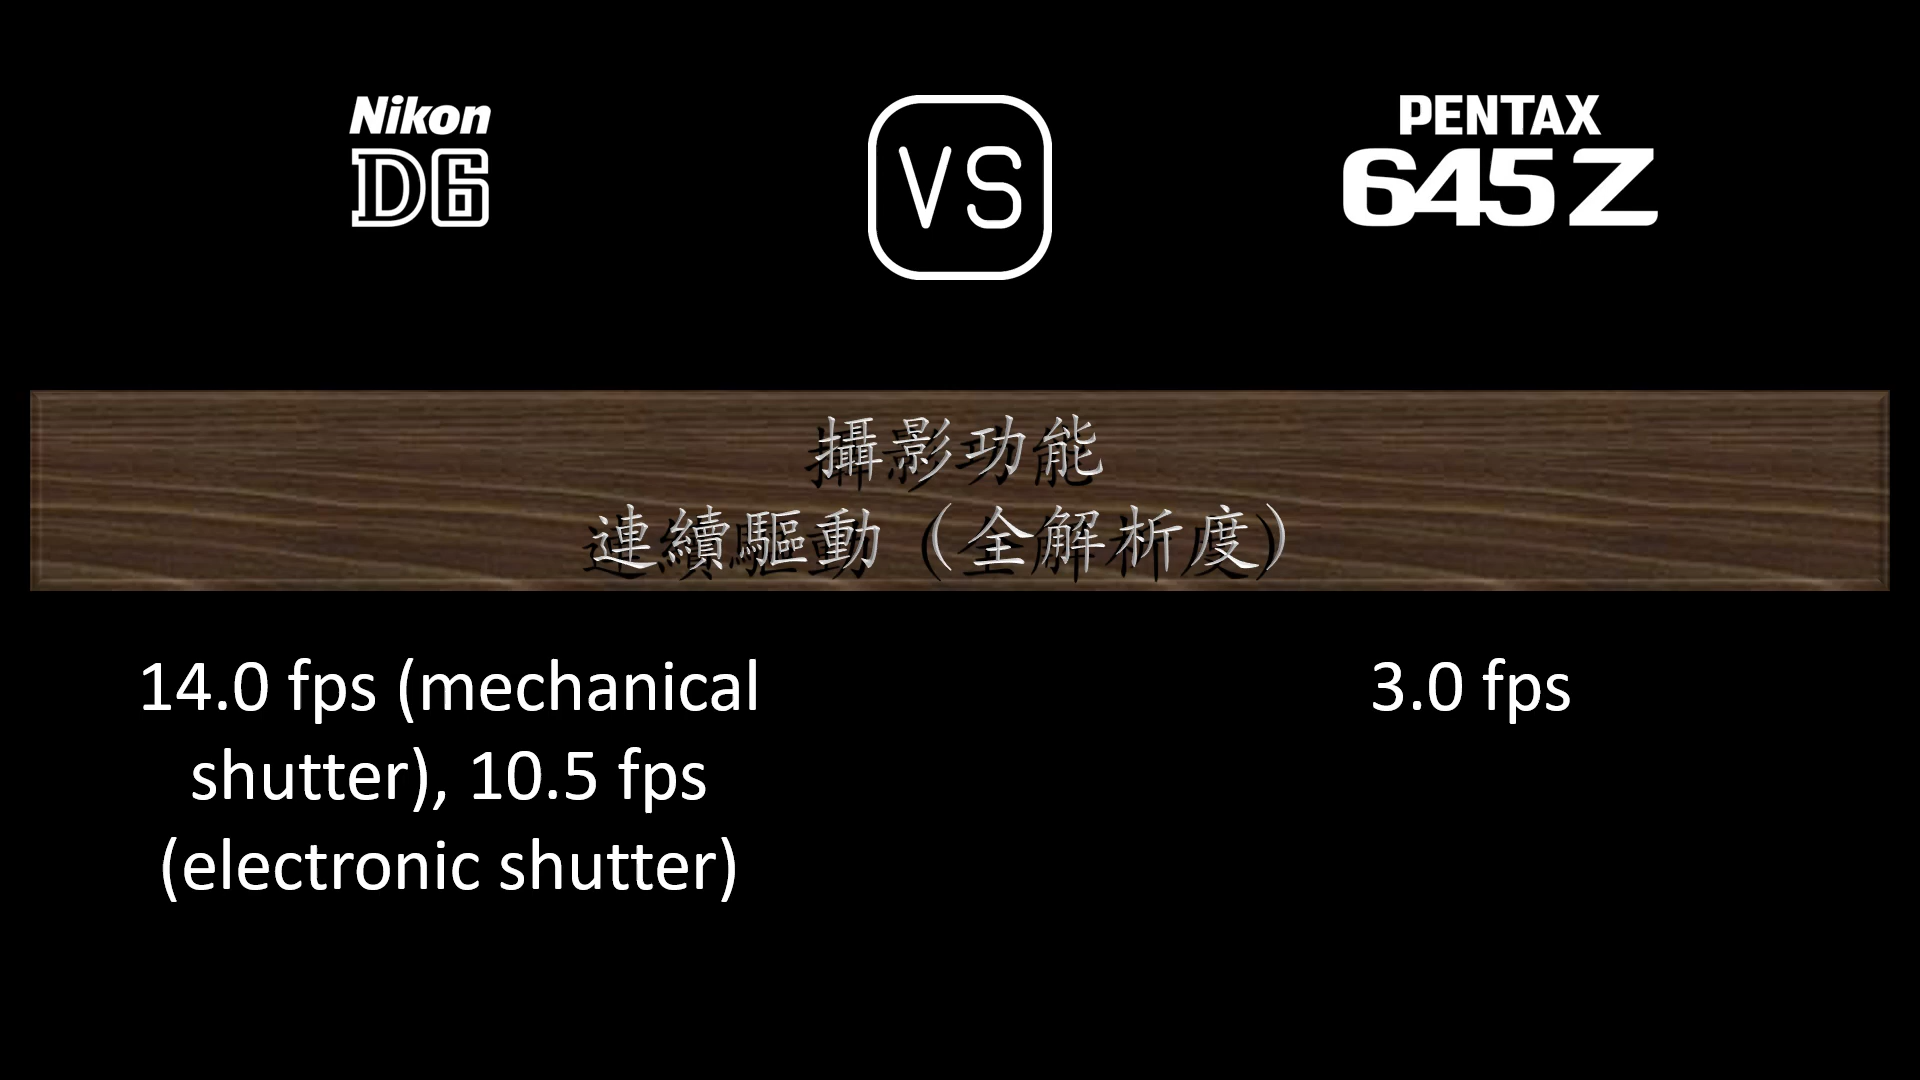 Nikon
D6
VS
PENTAX
645Z
攝影功能
連續驅動（全解析度）
14.0 fps (mechanical
shutter), 10.5 fps
(electronic shutter)
3.0 fps